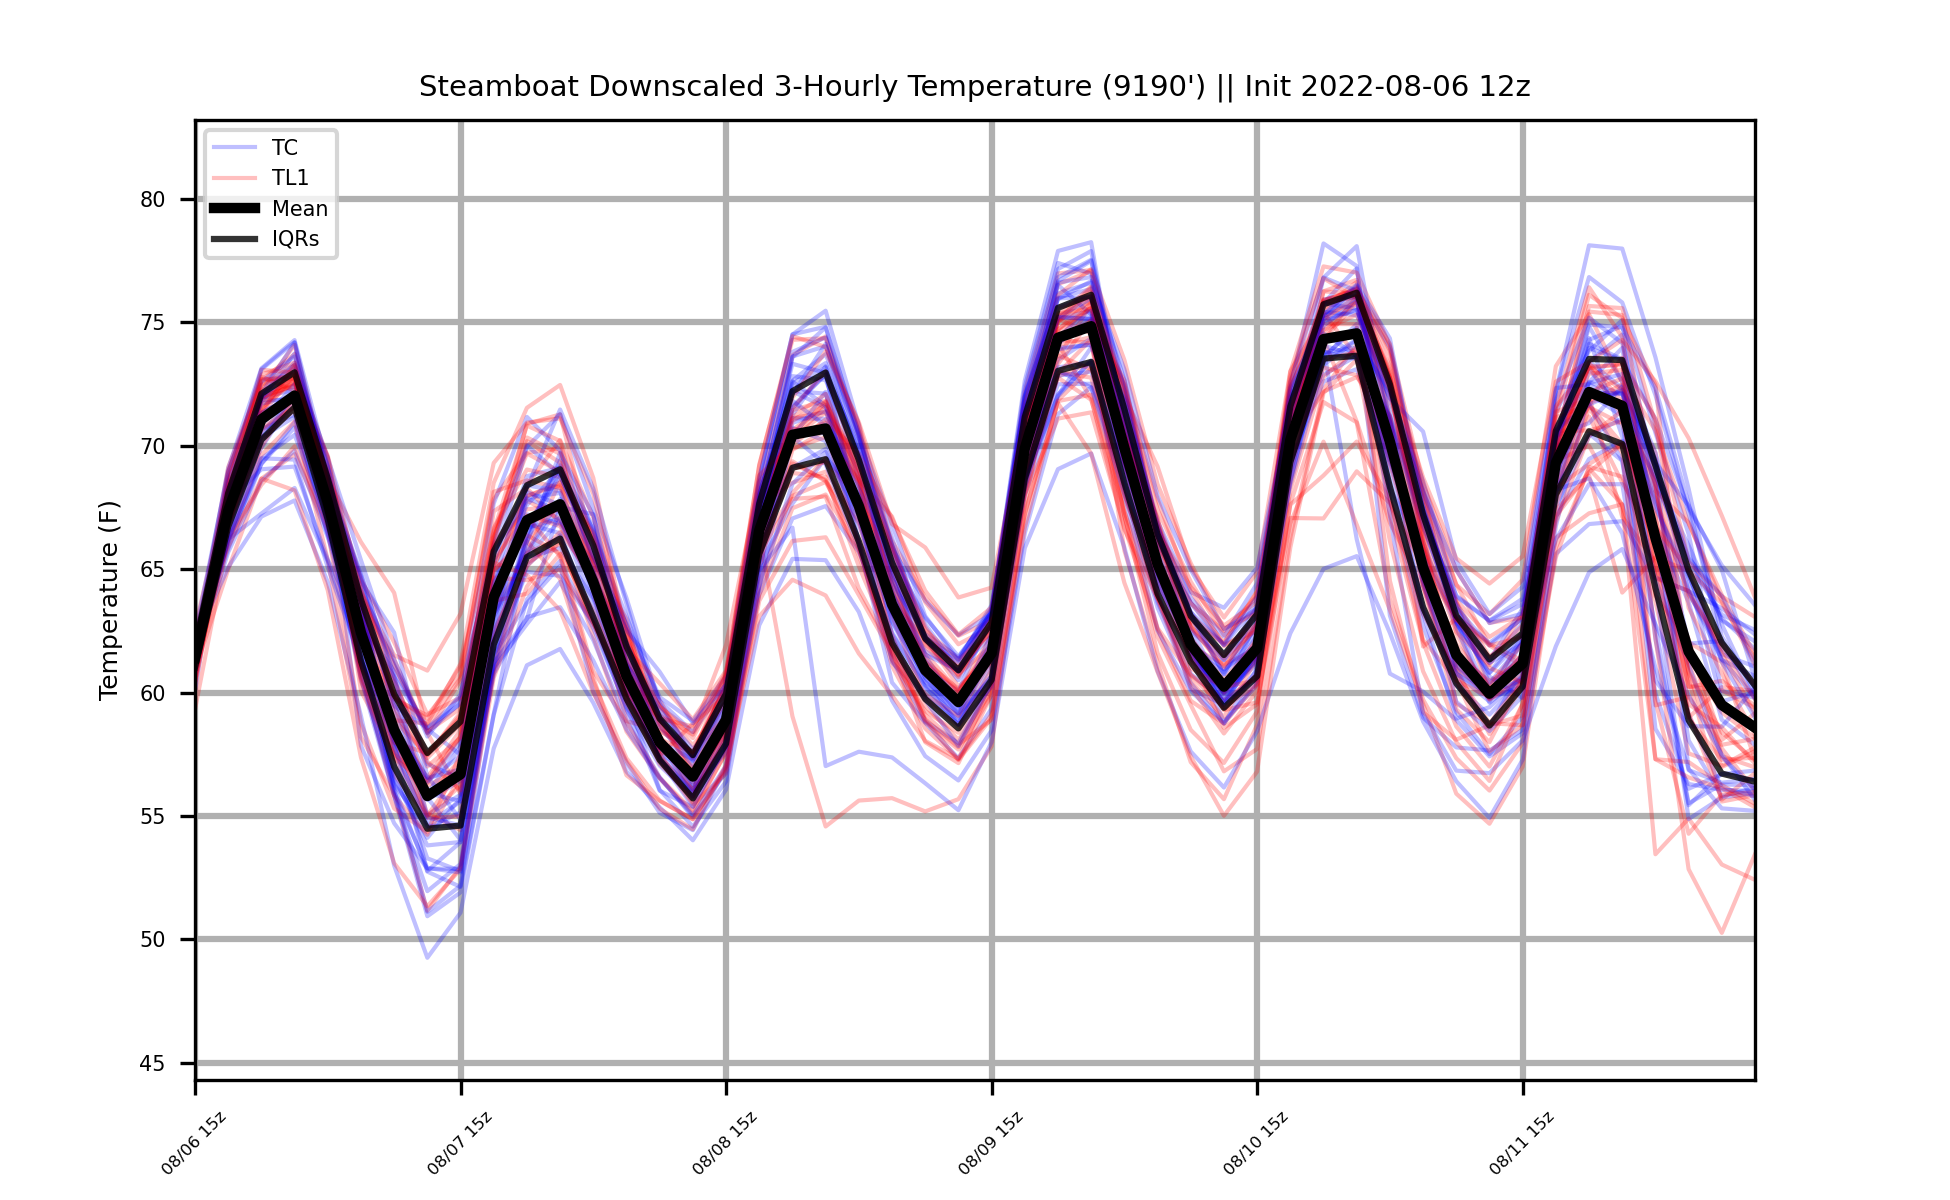 Steamboat Downscaled 3-Hourly Temperature (9190') || Init 2022-08-06 12z
TC
TL1
Mean
IQRs
Temperature (F)
80
75
70
65
60
55
50
45
08/06 15z
08/07 15z
08/08 15z
08/09 15z
08/10 15z
08/11 15z